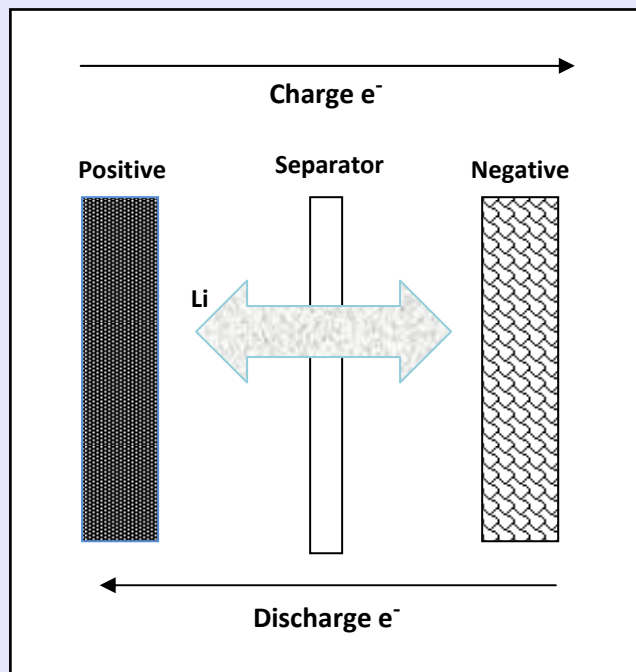 Charge e⁻
Positive Separator Negative
Li
Discharge e⁻